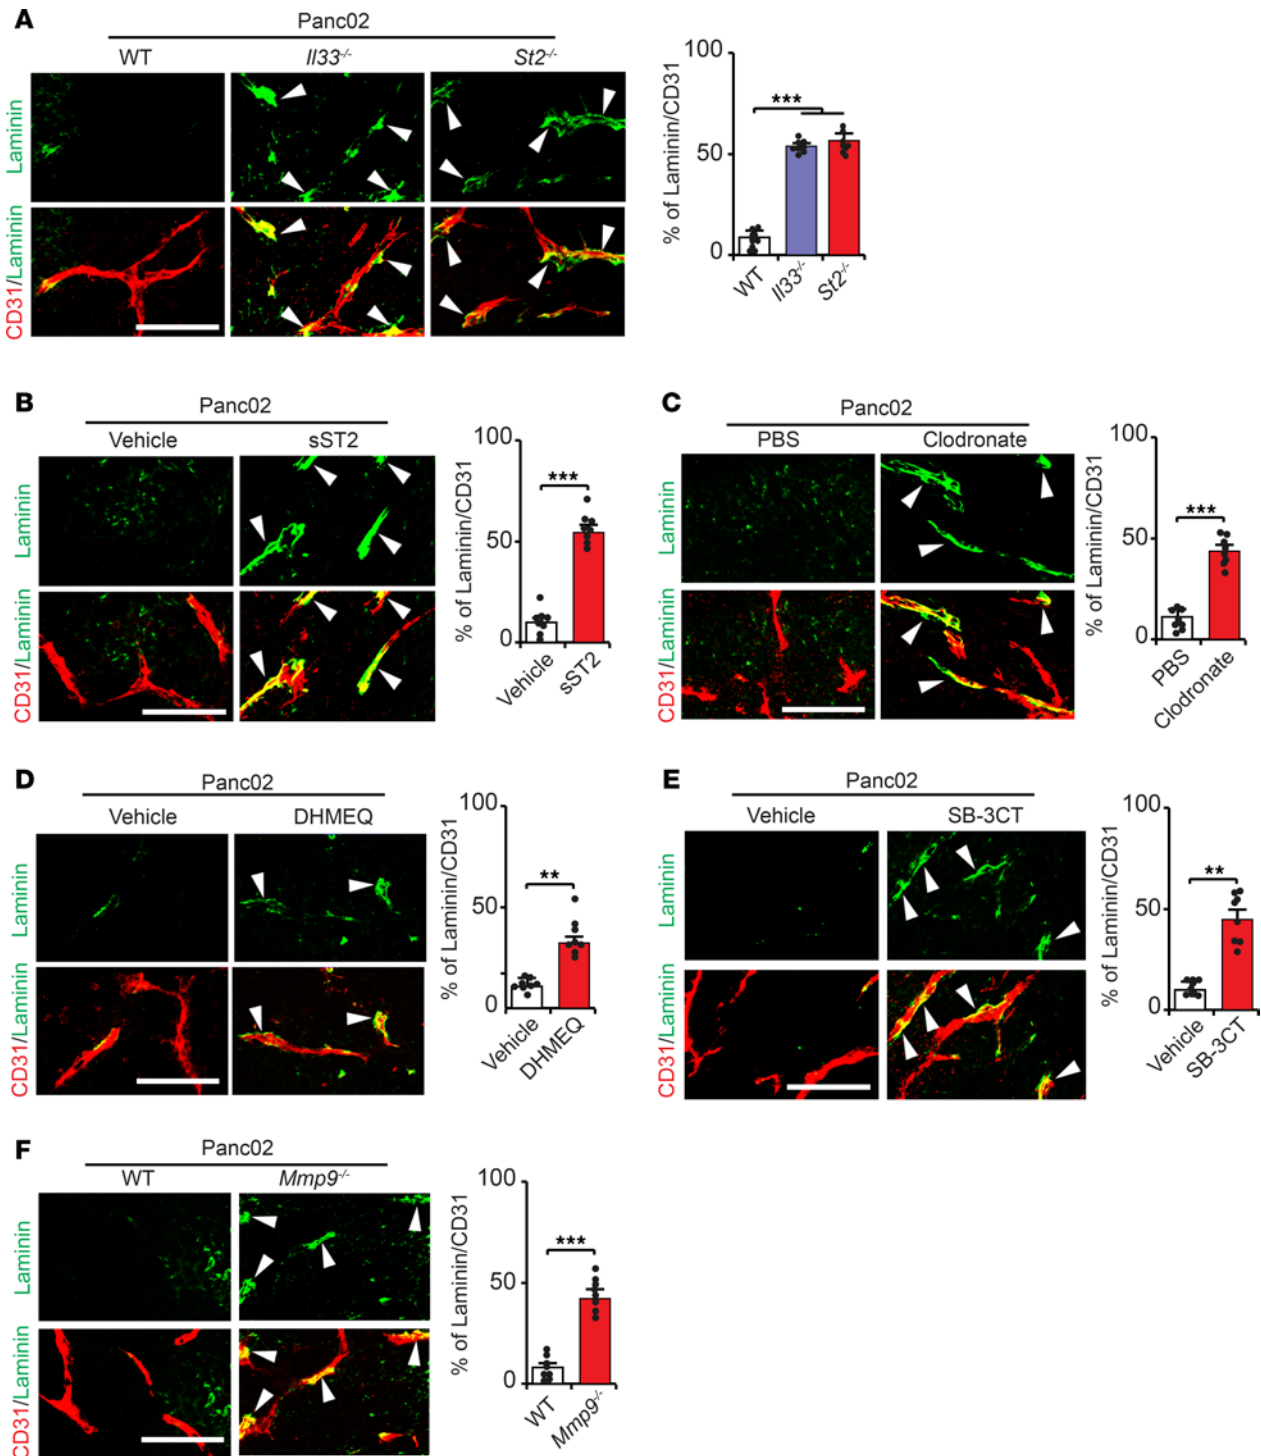 A
Panc02
WT Il33-/- St2-/-
Laminin
CD31/Laminin
% of Laminin/CD31
100
50
0
***
WT Il33-/- St2-/-
B
Panc02
Vehicle sST2
Laminin
CD31/Laminin
% of Laminin/CD31
100
50
0
***
Vehicle sST2
C
Panc02
PBS Clodronate
Laminin
CD31/Laminin
% of Laminin/CD31
100
50
0
***
PBS Clodronate
D
Panc02
Vehicle DHMEQ
Laminin
CD31/Laminin
% of Laminin/CD31
100
50
0
**
Vehicle DHMEQ
E
Panc02
Vehicle SB-3CT
Laminin
CD31/Laminin
% of Laminin/CD31
100
50
0
**
Vehicle SB-3CT
F
Panc02
WT Mmp9-/-
Laminin
CD31/Laminin
% of Laminin/CD31
100
50
0
***
WT Mmp9-/-